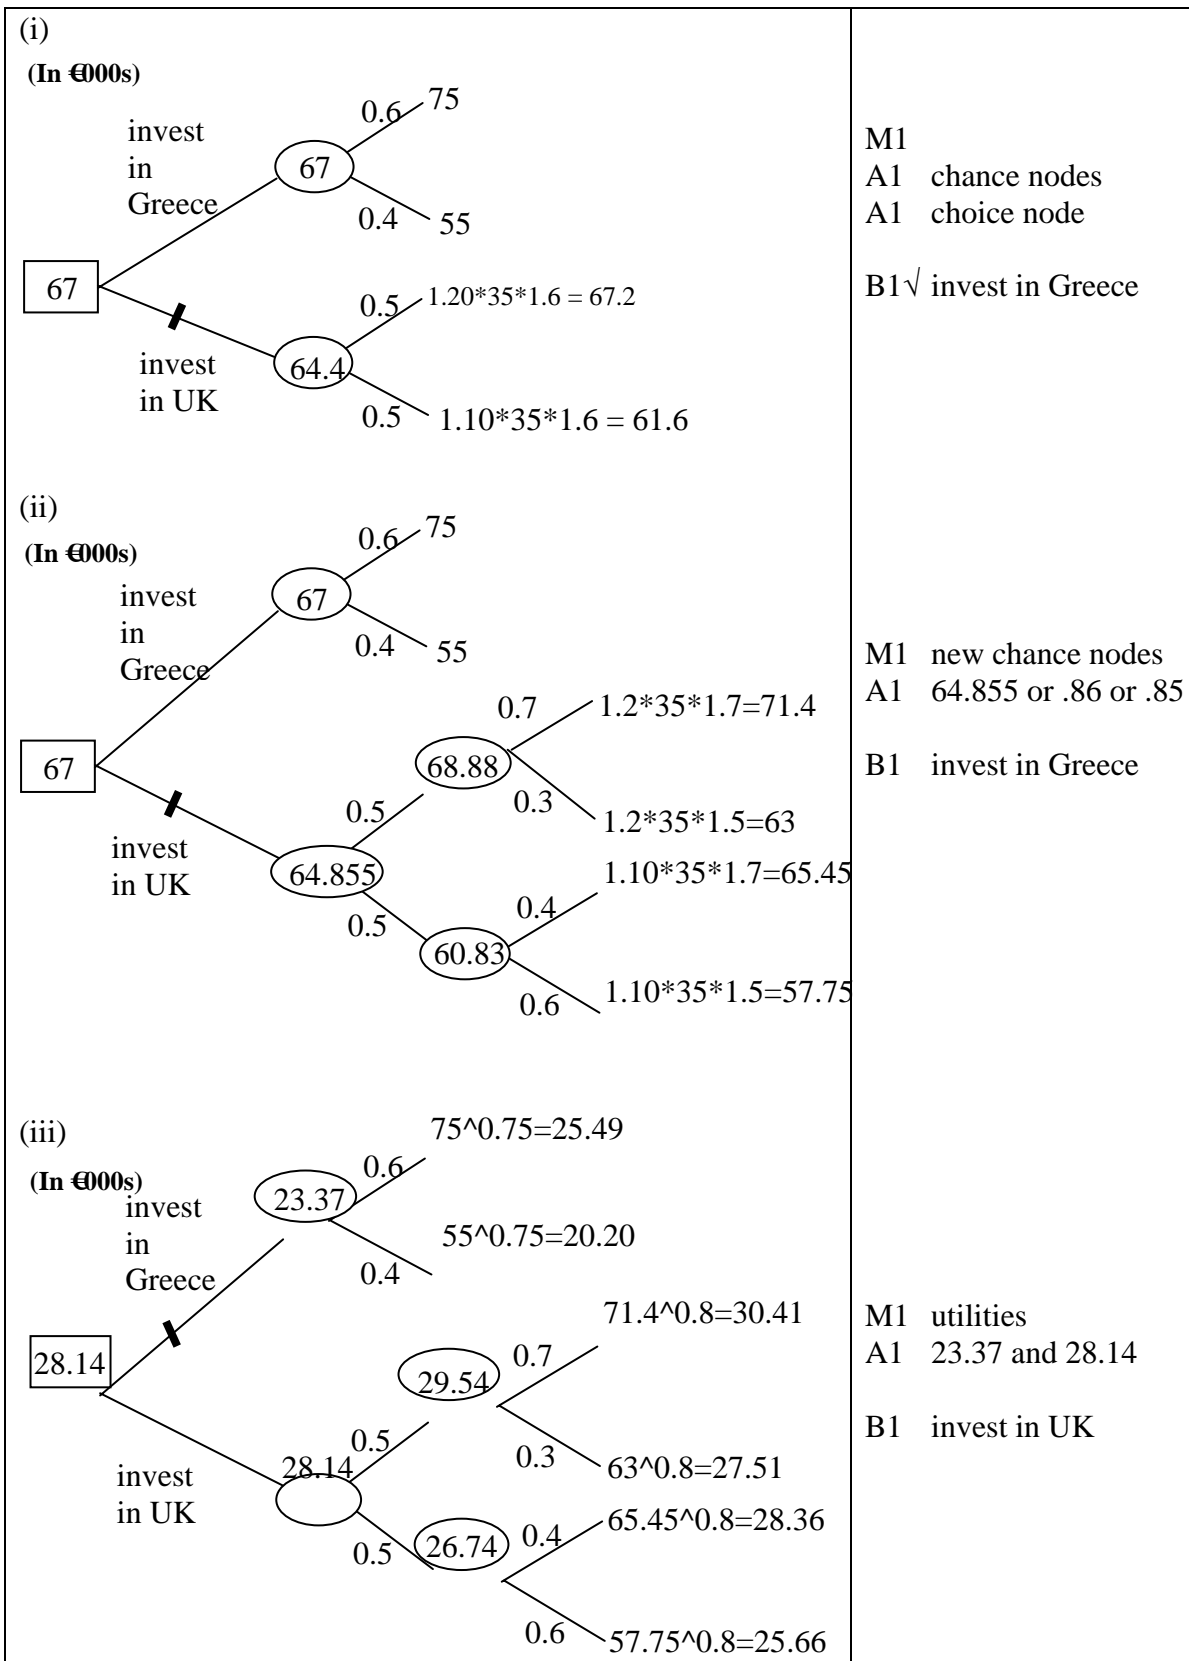 (i)
(In €000s)
invest
in
Greece
67
0.6
75
0.4
55
67
invest
in UK
64.4
0.5
1.20*35*1.6 = 67.2
0.5
1.10*35*1.6 = 61.6
M1
A1 chance nodes
A1 choice node
B1√ invest in Greece
(ii)
(In €000s)
invest
in
Greece
67
0.6
75
0.4
55
67
invest
in UK
64.855
0.5
68.88
0.7
1.2*35*1.7=71.4
0.3
1.2*35*1.5=63
0.5
60.83
0.4
1.10*35*1.7=65.45
0.6
1.10*35*1.5=57.75
M1 new chance nodes
A1 64.855 or .86 or .85
B1 invest in Greece
(iii)
(In €000s)
invest
in
Greece
23.37
0.6
75^0.75=25.49
0.4
55^0.75=20.20
28.14
invest
in UK
28.14
0.5
29.54
0.7
71.4^0.8=30.41
0.3
63^0.8=27.51
0.5
26.74
0.4
65.45^0.8=28.36
0.6
57.75^0.8=25.66
M1 utilities
A1 23.37 and 28.14
B1 invest in UK